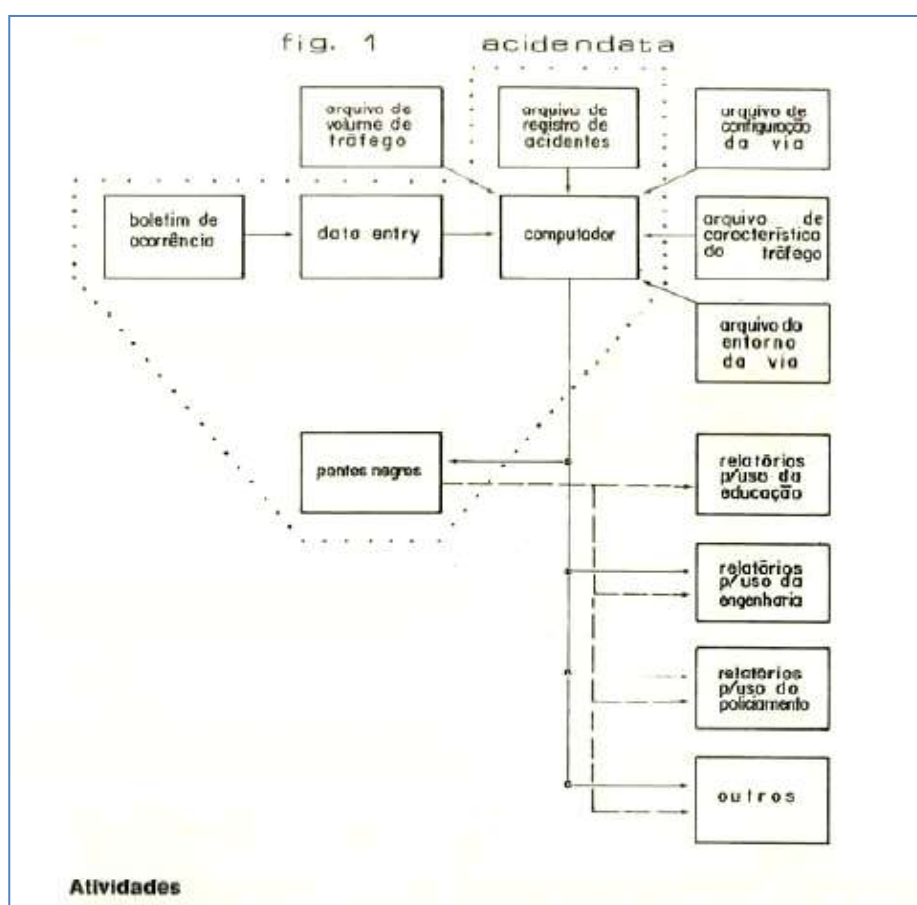 fig. 1
acidendata
arquivo de
volume de
tráfego
arquivo de
registro de
acidentes
arquivo de
configuração
da via
boletim de
ocorrência
data entry
computador
arquivo de
característica
do tráfego
arquivo do
entorno
da via
pontos negros
relatórios
p/uso da
educação
relatórios
p/uso da
engenharia
relatórios
p/uso do
policiamento
outros
Atividades